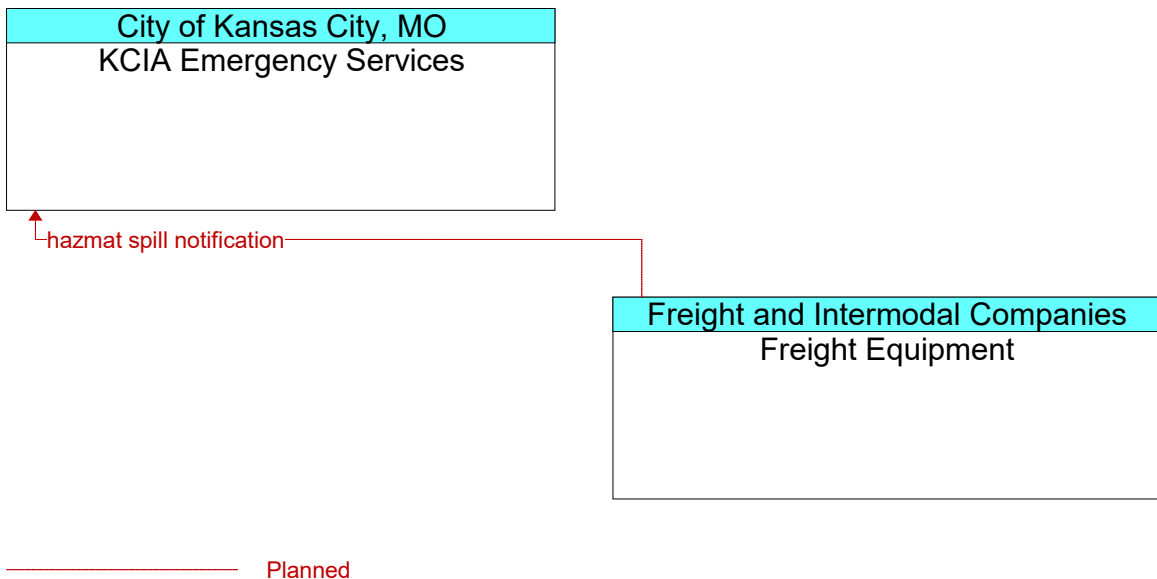 City of Kansas City, MO
KCIA Emergency Services
hazmat spill notification
Freight and Intermodal Companies
Freight Equipment
Planned